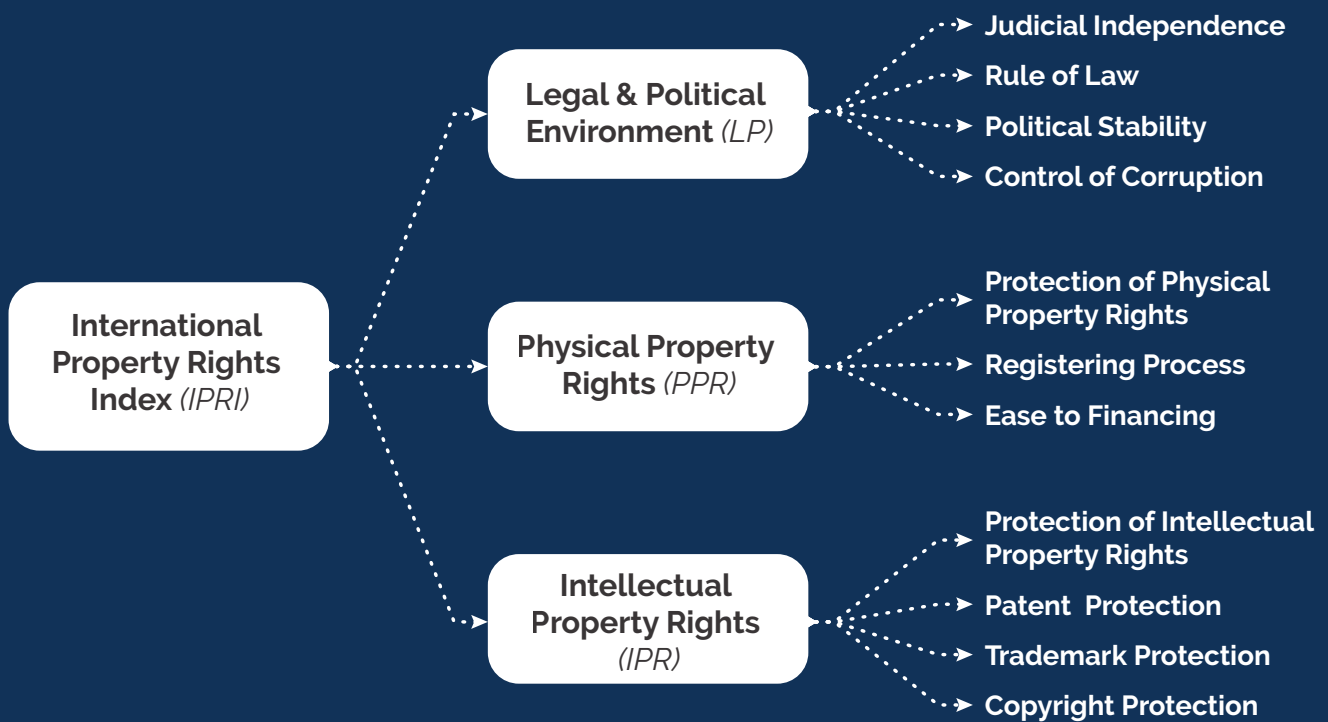 International
Property Rights
Index (IPRI)
Legal & Political
Environment (LP)
Judicial Independence
Rule of Law
Political Stability
Control of Corruption
Physical Property
Rights (PPR)
Protection of Physical
Property Rights
Registering Process
Ease to Financing
Intellectual
Property Rights
(IPR)
Protection of Intellectual
Property Rights
Patent Protection
Trademark Protection
Copyright Protection